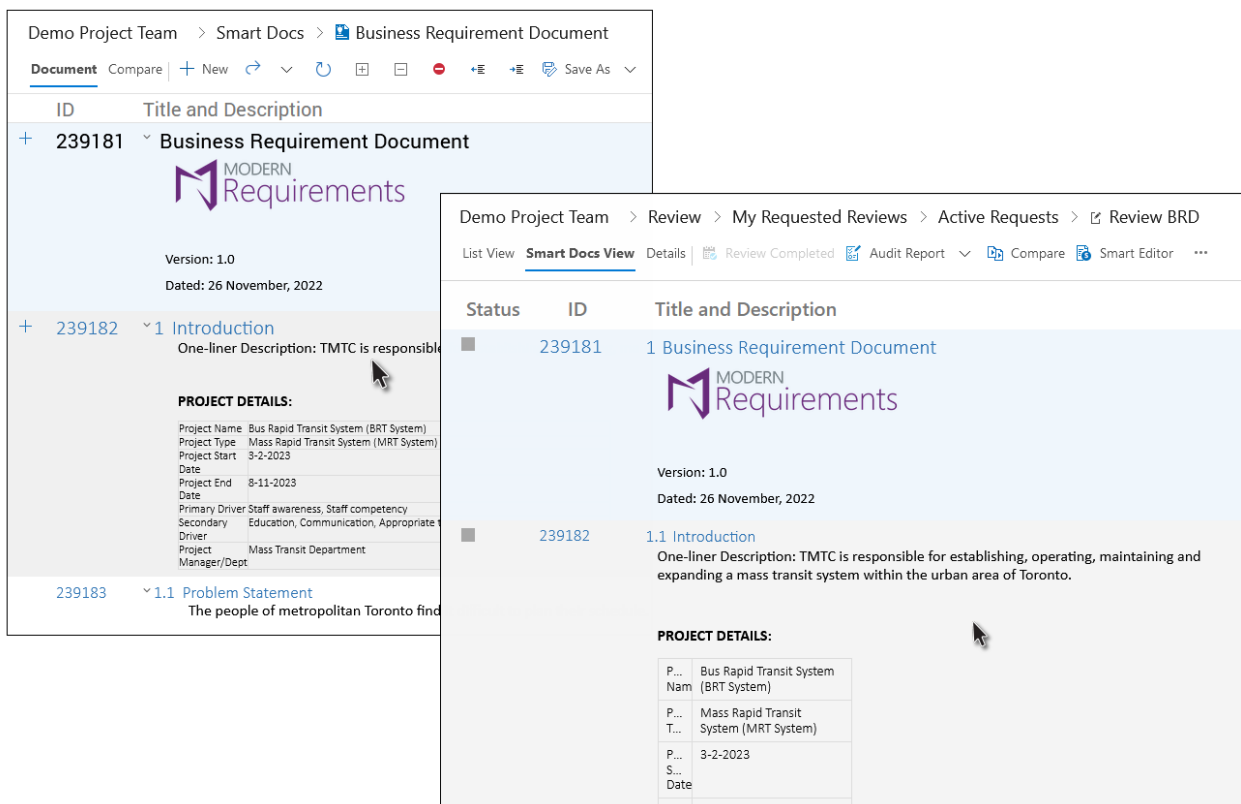 Demo Project Team > Smart Docs > Business Requirement Document
Document Compare New Save As
ID Title and Description
239181 Business Requirement Document
MODERN
Requirements
Version: 1.0
Dated: 26 November, 2022
239182 1 Introduction
One-liner Description: TMTC is responsible
PROJECT DETAILS:
Project Name Bus Rapid Transit System (BRT System)
Project Type Mass Rapid Transit System (MRT System)
Project Start 3-2-2023
Date
Project End 8-11-2023
Date
Primary Driver Staff awareness, Staff competency
Secondary Education, Communication, Appropriate t
Driver
Project Mass Transit Department
Manager/Dept
239183 1.1 Problem Statement
The people of metropolitan Toronto find
Demo Project Team > Review > My Requested Reviews > Active Requests > Review BRD
List View Smart Docs View Details Review Completed Audit Report Compare Smart Editor ...
Status ID Title and Description
239181 1 Business Requirement Document
MODERN
Requirements
Version: 1.0
Dated: 26 November, 2022
239182 1.1 Introduction
One-liner Description: TMTC is responsible for establishing, operating, maintaining and
expanding a mass transit system within the urban area of Toronto.
PROJECT DETAILS:
P... Bus Rapid Transit System
Nam (BRT System)
P... Mass Rapid Transit
T... System (MRT System)
P... 3-2-2023
S...
Date